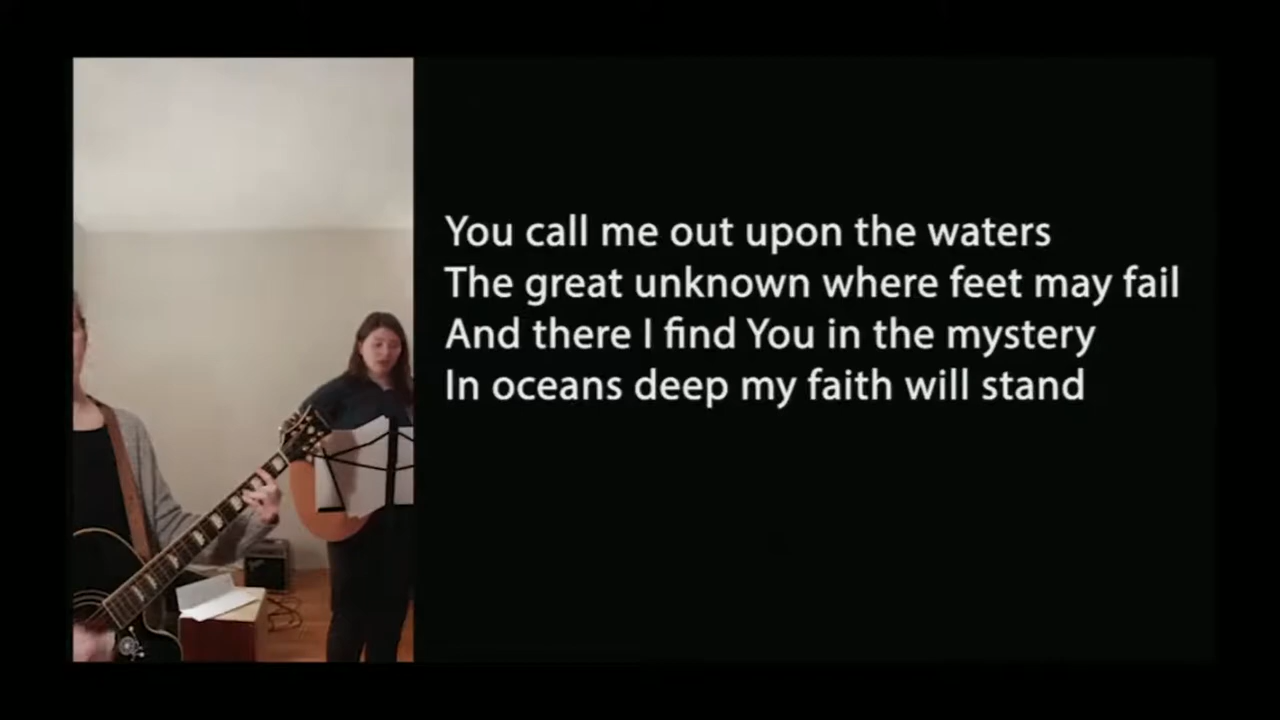 You call me out upon the waters
The great unknown where feet may fail
And there I find You in the mystery
In oceans deep my faith will stand